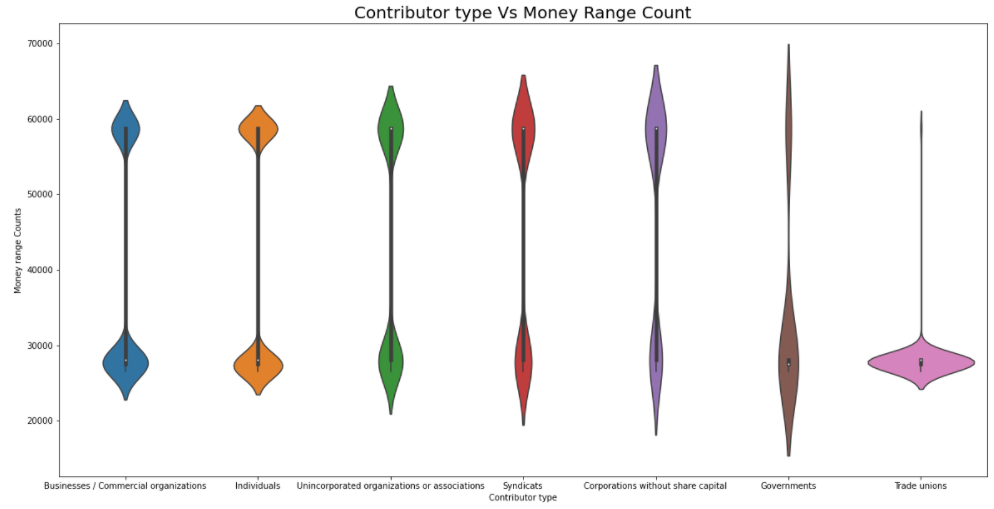 Contributor type Vs Money Range Count
70000
60000
50000
40000
30000
20000
Money range Counts
Businesses / Commercial organizations
Individuals
Unincorporated organizations or associations
Syndicats
Corporations without share capital
Governments
Trade unions
Contributor type